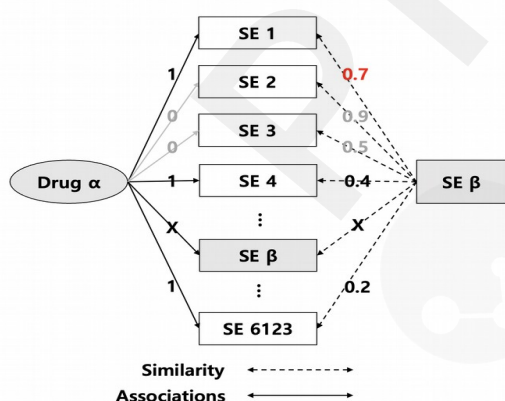 SE 1
1
0.7
SE 2
0
0.9
SE 3
0
0.5
Drug α
1
SE 4
0.4
SE β
⋮
X
SE β
X
⋮
1
0.2
SE 6123
Similarity
Associations